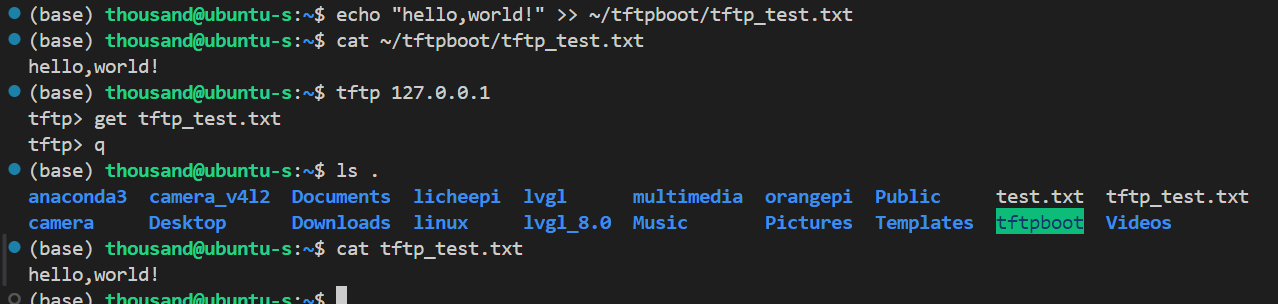 (base) thousand@ubuntu-s:~$ echo "hello,world!" >> ~/tftpboot/tftp_test.txt
(base) thousand@ubuntu-s:~$ cat ~/tftpboot/tftp_test.txt
hello,world!
(base) thousand@ubuntu-s:~$ tftp 127.0.0.1
tftp> get tftp_test.txt
tftp> q
(base) thousand@ubuntu-s:~$ ls .
anaconda3 camera_v4l2 Documents licheepi lvgl multimedia orangepi Public test.txt tftp_test.txt
camera Desktop Downloads linux lvgl_8.0 Music Pictures Templates tftpboot Videos
(base) thousand@ubuntu-s:~$ cat tftp_test.txt
hello,world!
(base) thousand@ubuntu-s:~$